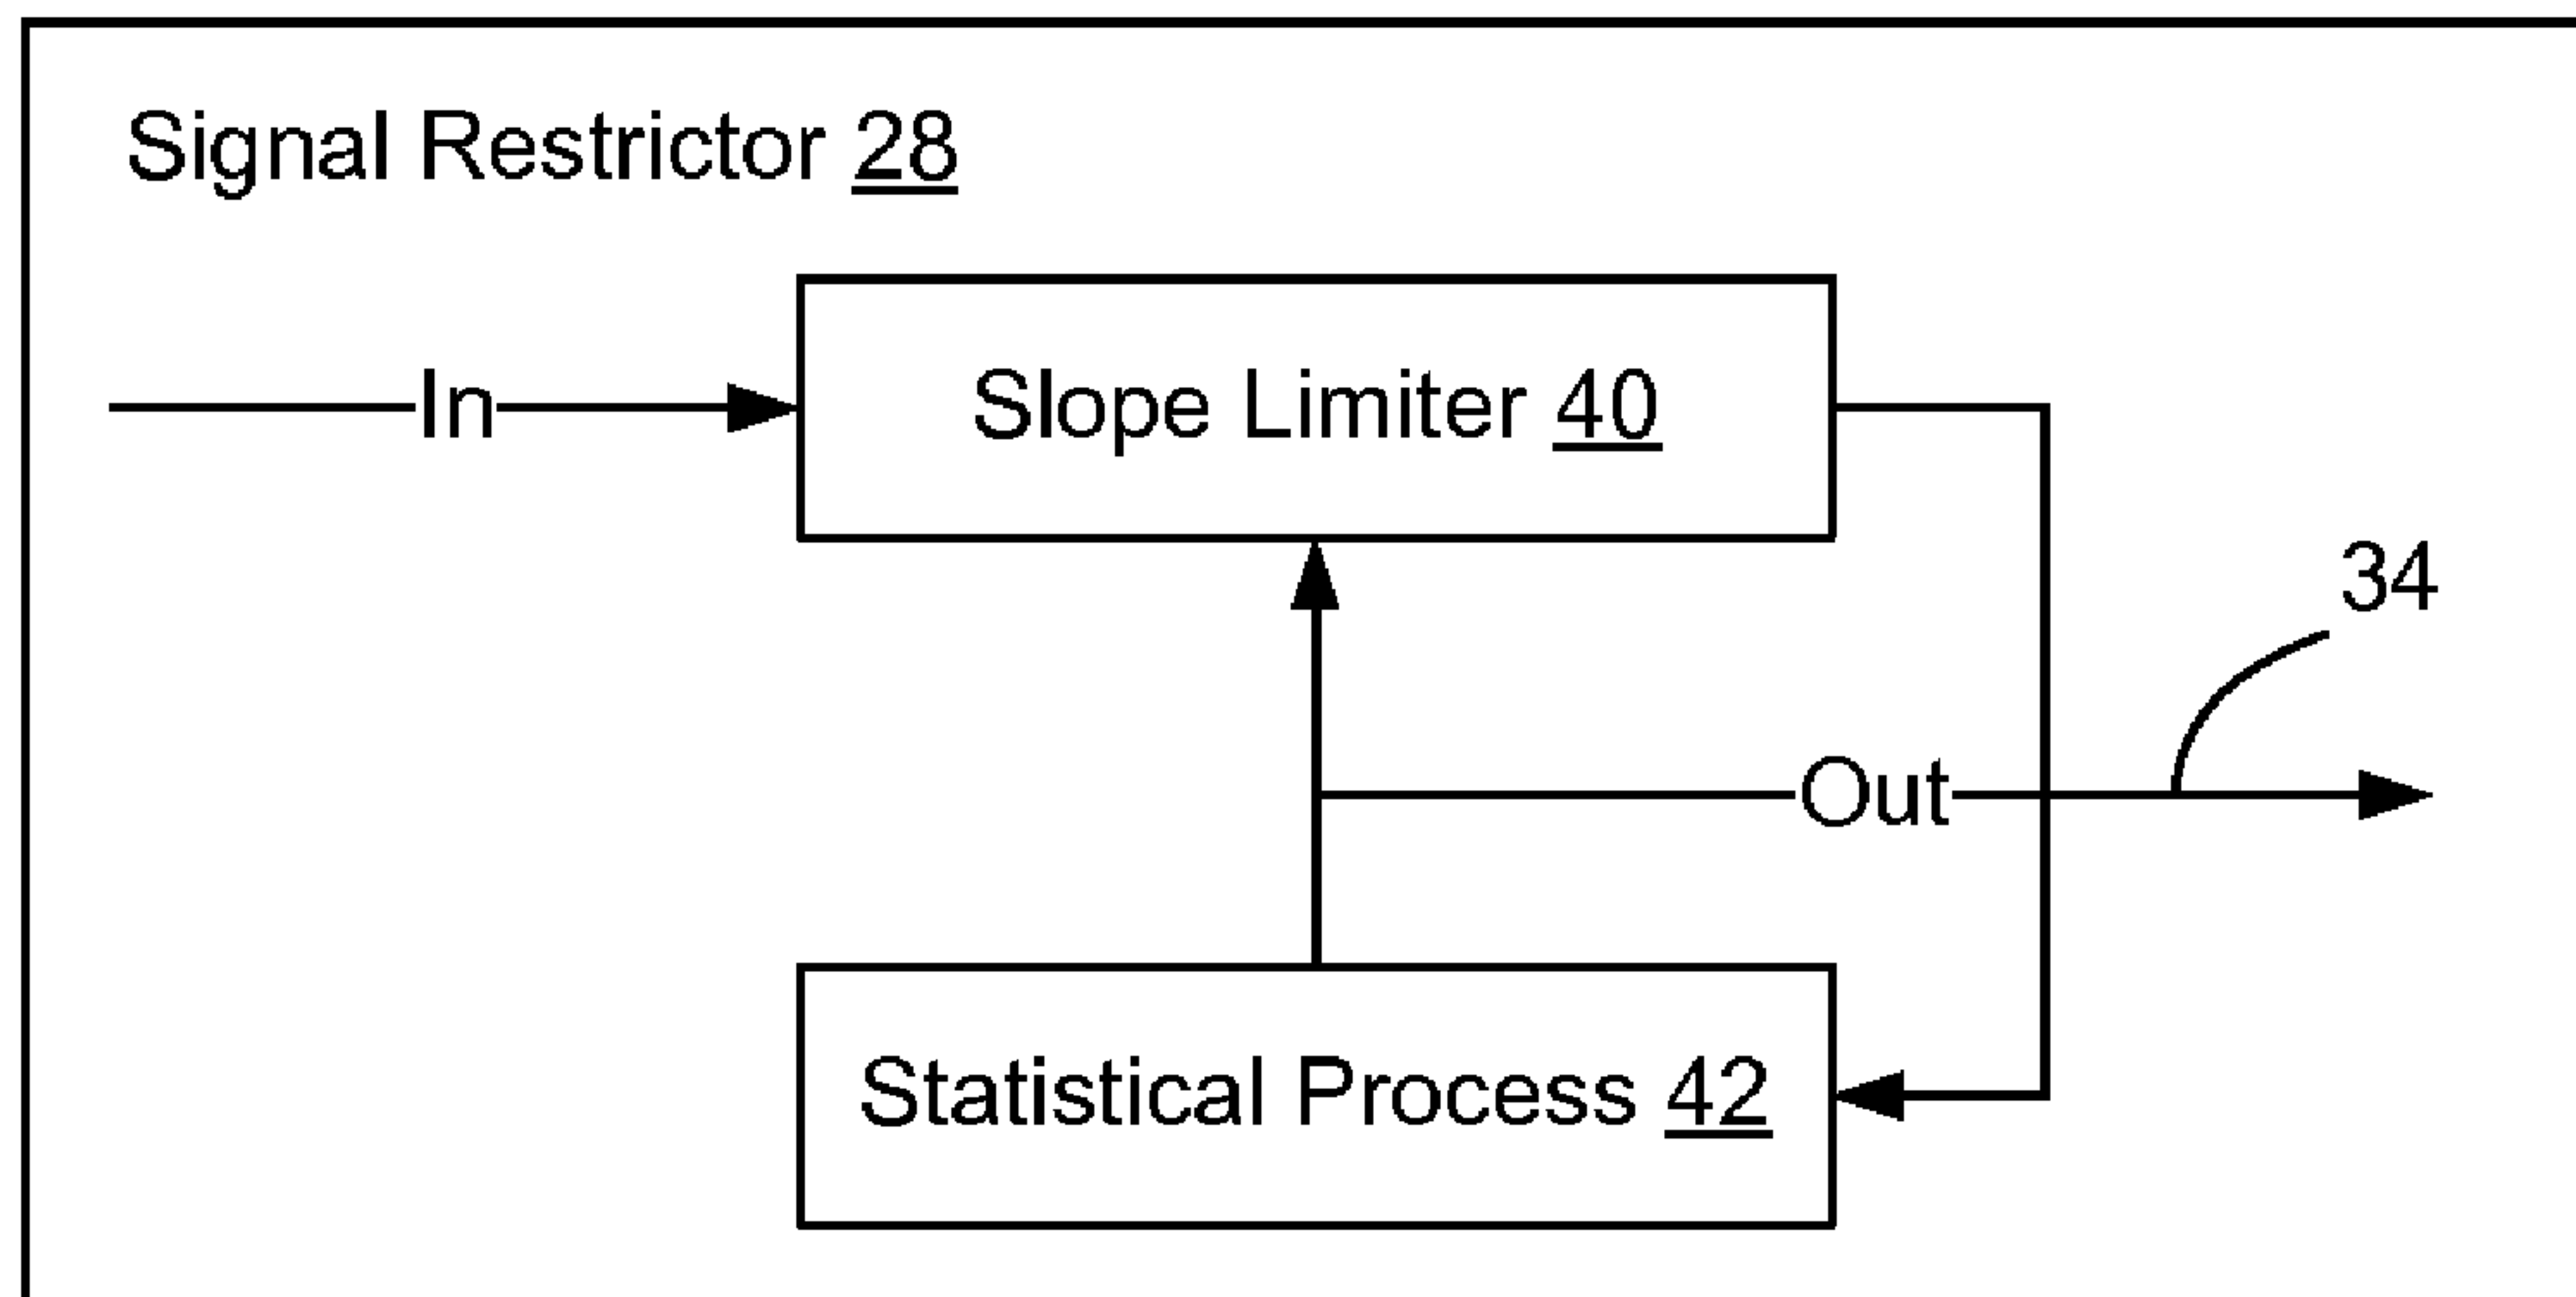 Signal Restrictor 28
In
Slope Limiter 40
34
Out
Statistical Process 42